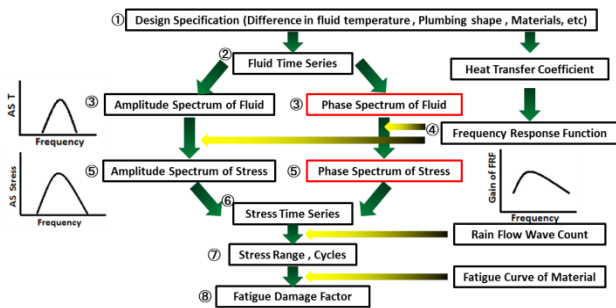 ① Design Specification (Difference in fluid temperature , Plumbing shape , Materials, etc)
② Fluid Time Series
Heat Transfer Coefficient
③ Amplitude Spectrum of Fluid
③ Phase Spectrum of Fluid
④ Frequency Response Function
AS T
Frequency
⑤ Amplitude Spectrum of Stress
⑤ Phase Spectrum of Stress
AS Stress
Frequency
Gain of FRF
Frequency
⑥ Stress Time Series
Rain Flow Wave Count
⑦ Stress Range , Cycles
Fatigue Curve of Material
⑧ Fatigue Damage Factor